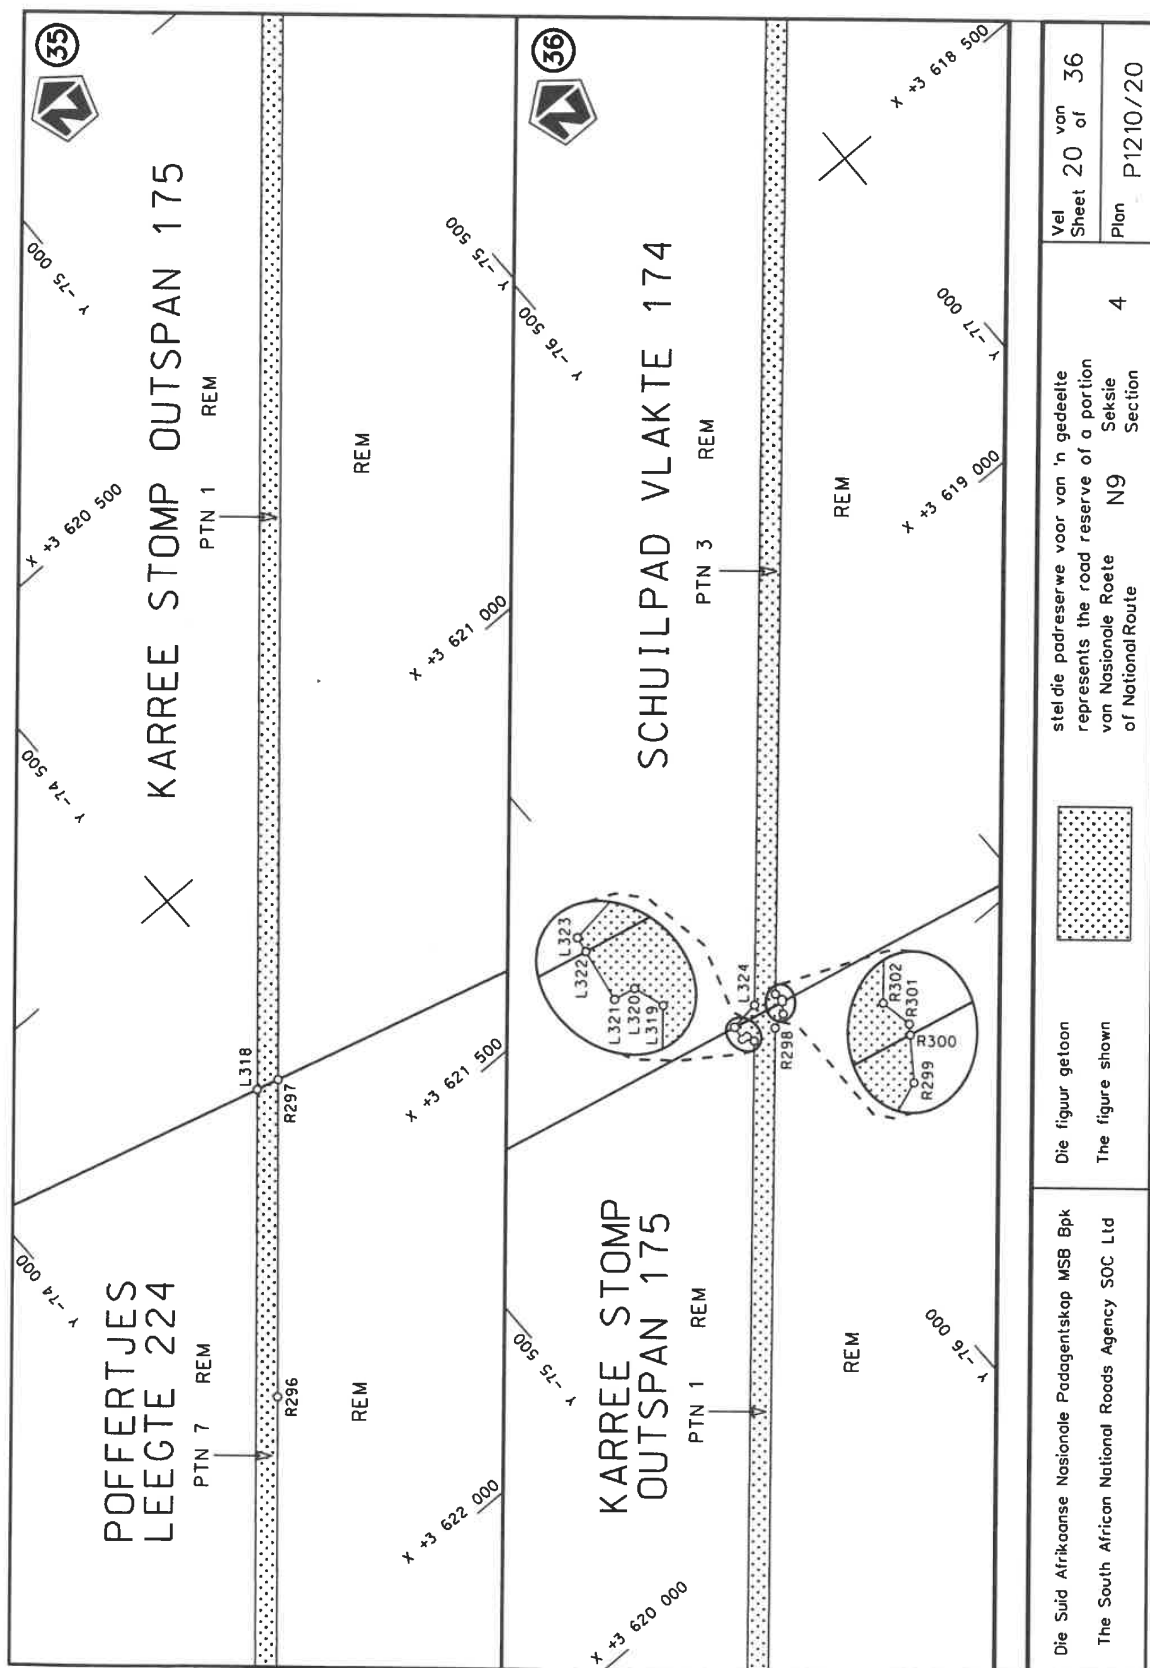 35
POFFERTJES
LEEGTE 224
PTN 7 REM
REM
R296
Y -74 000
X +3 622 000
L318
R297
X +3 621 500
Y -74 500
KARREE STOMP OUTSPAN 175
PTN 1 REM
REM
X +3 620 500
X +3 621 000
Y -75 000
Y -75 500
36
KARREE STOMP
OUTSPAN 175
PTN 1 REM
REM
X +3 620 000
Y -75 500
Y -76 000
L323
L322
L321
L320
L319
L324
R298
R302
R301
R300
R299
SCHUILPAD VLAKTE 174
PTN 3 REM
REM
Y -76 500
X +3 619 000
Y -77 000
X +3 618 500
Die Suid Afrikaanse Nasionale Padagentskap MSB Bpk
The South African National Roads Agency SOC Ltd
Die figuur getoon
The figure shown
stel die padreserwe voor van 'n gedeelte
represents the road reserve of a portion
van Nasionale Roete N9 Seksie 4
of National Route Section
Vel 20 van 36
Sheet of
Plan P1210/20